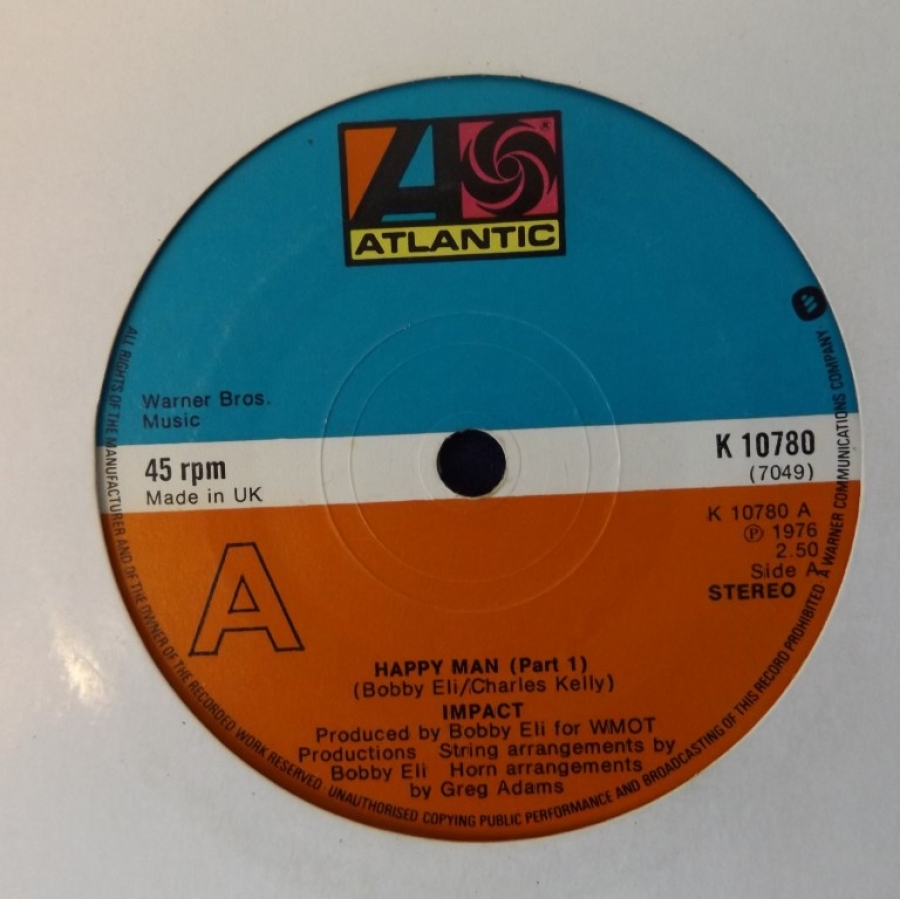 ATLANTIC
Warner Bros.
Music
45 rpm
Made in UK
K 10780
(7049)
K 10780 A
℗ 1976
2.50
Side A
STEREO
A
HAPPY MAN (Part 1)
(Bobby Eli/Charles Kelly)
IMPACT
Produced by Bobby Eli for WMOT
Productions String arrangements by
Bobby Eli Horn arrangements
by Greg Adams
ALL RIGHTS OF THE MANUFACTURER AND OF THE OWNER OF THE RECORDED WORK RESERVED · UNAUTHORISED COPYING PUBLIC PERFORMANCE AND BROADCASTING OF THIS RECORD PROHIBITED A WARNER COMMUNICATIONS COMPANY